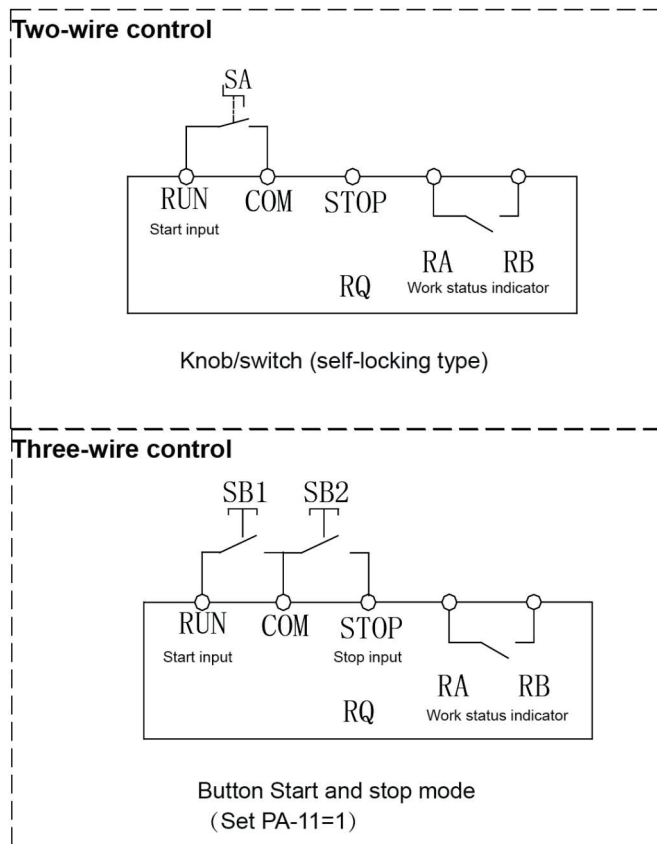 Two-wire control
SA
RUN COM STOP
Start input
RA RB
RQ Work status indicator
Knob/switch (self-locking type)
Three-wire control
SB1 SB2
RUN COM STOP
Start input Stop input
RA RB
RQ Work status indicator
Button Start and stop mode
（Set PA-11=1）